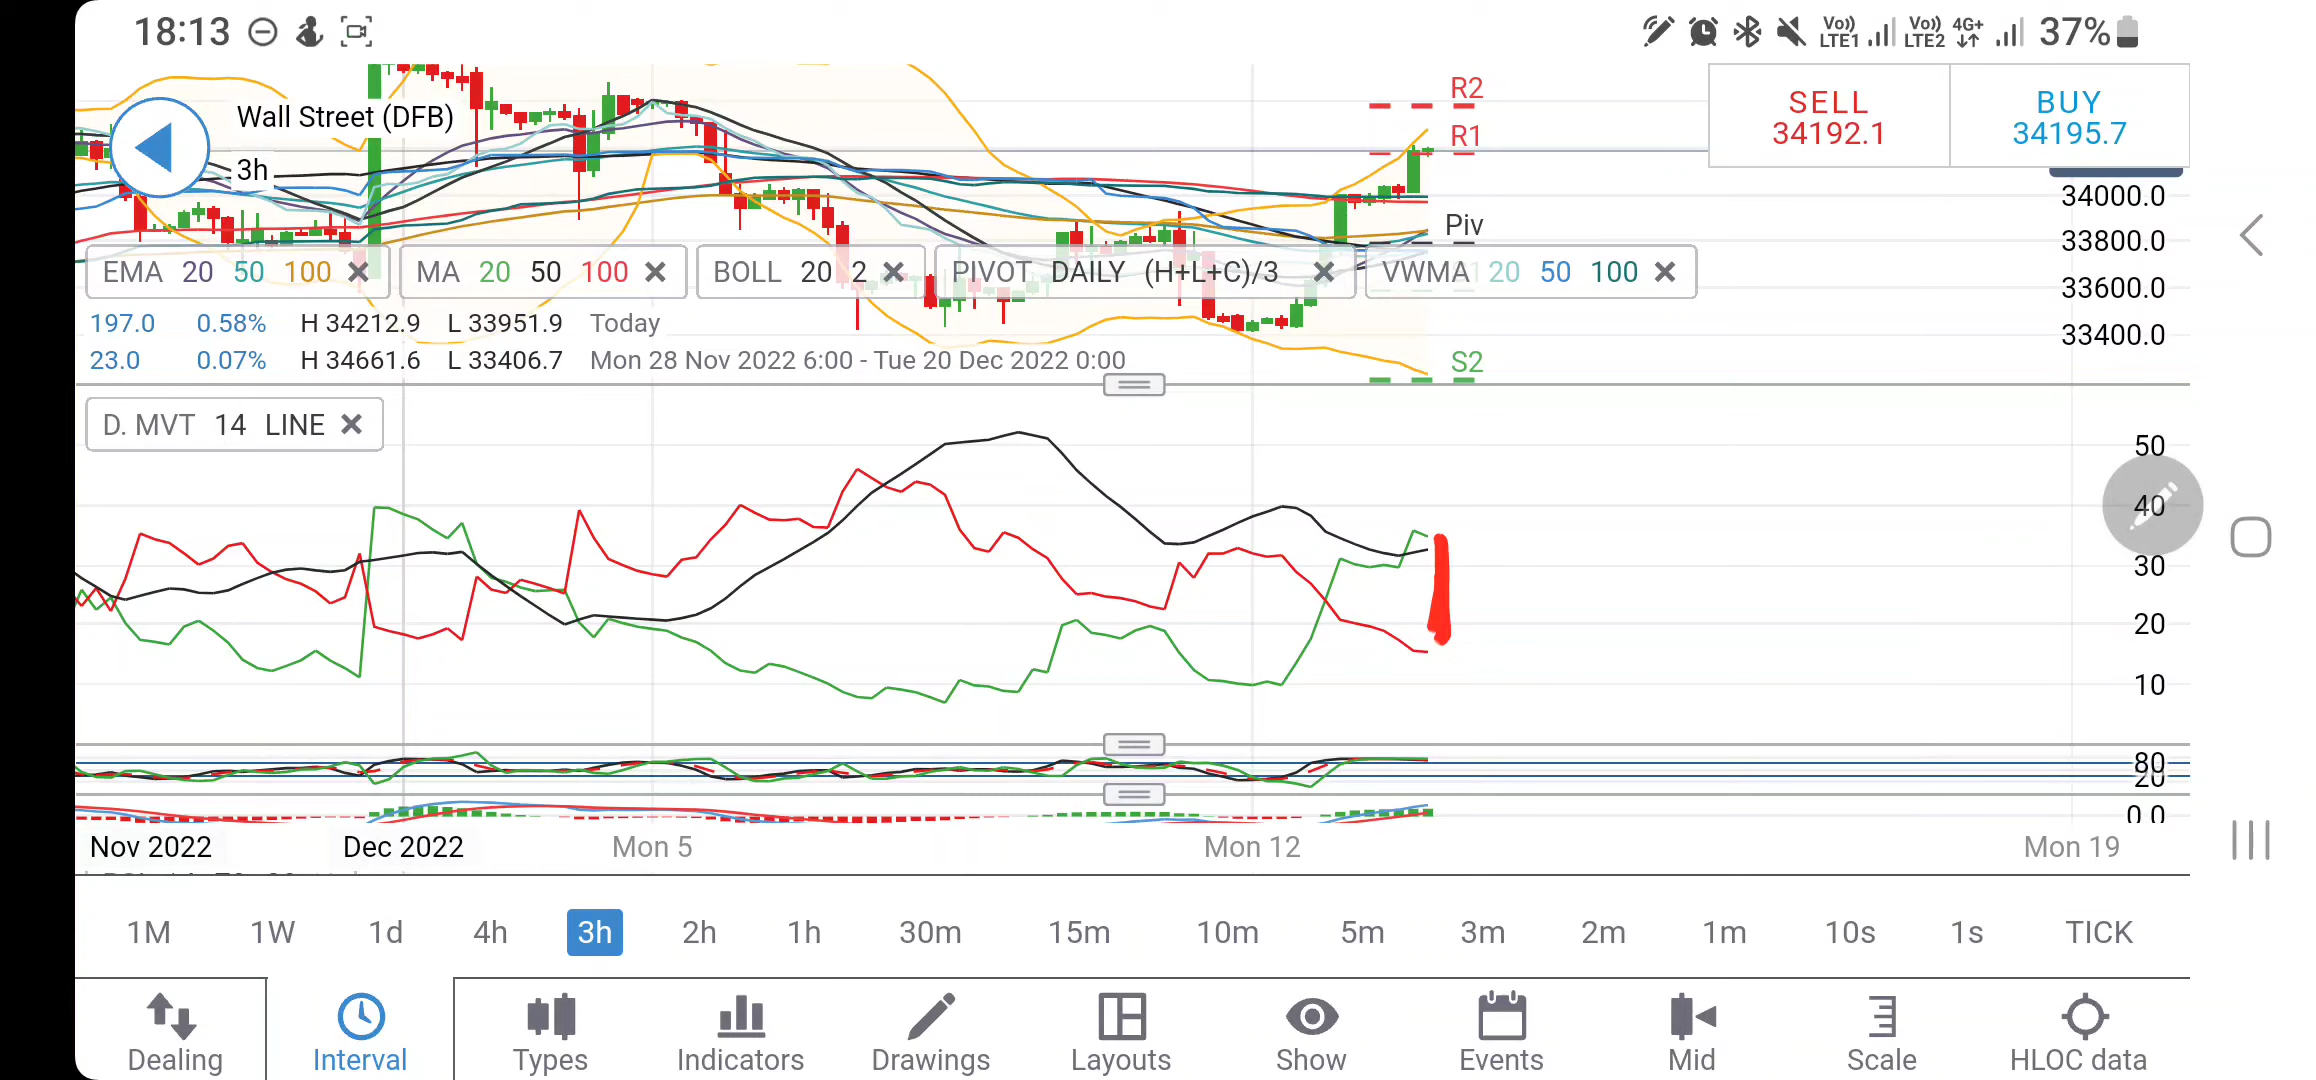 18:13
Vo)) LTE1 Vo)) LTE2 4G+ 37%
R2
SELL BUY
Wall Street (DFB)
34192.1 34195.7
R1
3h
34000.0
Piv
33800.0
EMA 20 50 100 MA 20 50 100 BOLL 20 2 PIVOT DAILY (H+L+C)/3 VWMA 20 50 100
33600.0
197.0 0.58% H 34212.9 L 33951.9 Today
33400.0
23.0 0.07% H 34661.6 L 33406.7 Mon 28 Nov 2022 6:00 - Tue 20 Dec 2022 0:00
S2
D. MVT 14 LINE
50
40
30
20
10
80
20
0.0
Nov 2022 Dec 2022 Mon 5 Mon 12 Mon 19
1M 1W 1d 4h 3h 2h 1h 30m 15m 10m 5m 3m 2m 1m 10s 1s TICK
Dealing Interval Types Indicators Drawings Layouts Show Events Mid Scale HLOC data